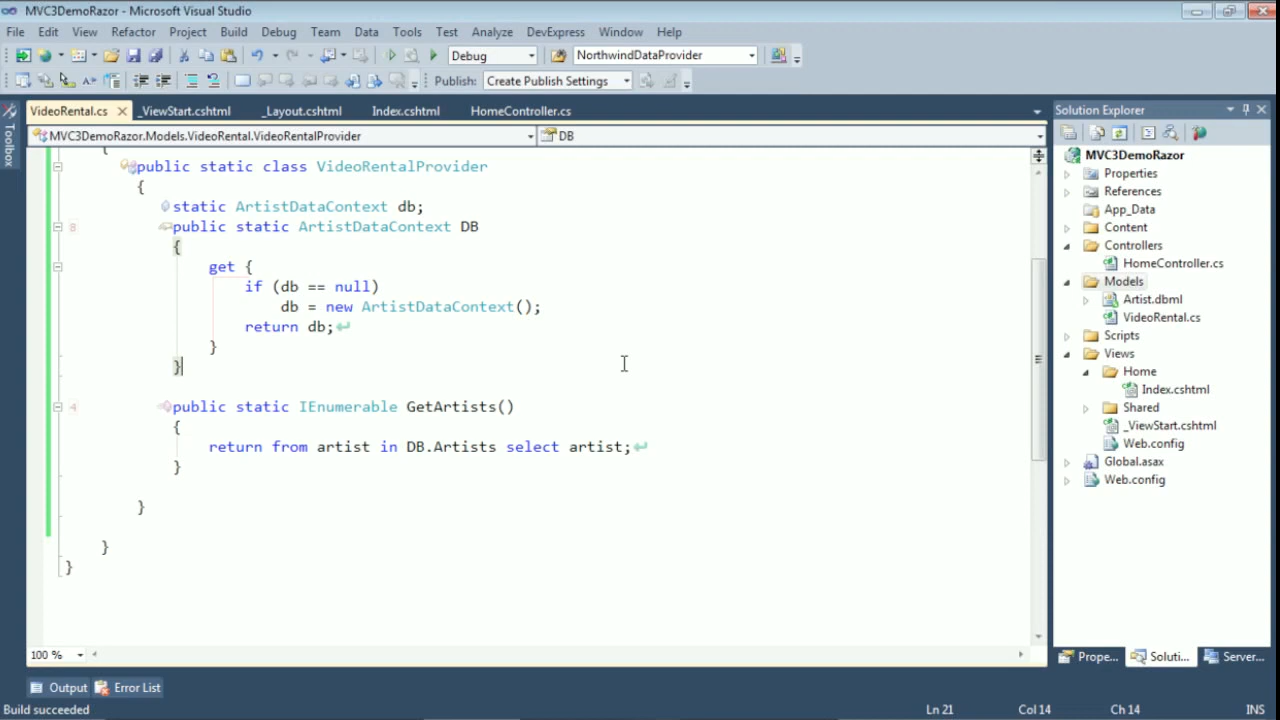 MVC3DemoRazor - Microsoft Visual Studio
File Edit View Refactor Project Build Debug Team Data Tools Test Analyze DevExpress Window Help
Debug NorthwindDataProvider
Publish: Create Publish Settings
VideoRental.cs _ViewStart.cshtml _Layout.cshtml Index.cshtml HomeController.cs
Toolbox
MVC3DemoRazor.Models.VideoRental.VideoRentalProvider DB
{
public static class VideoRentalProvider
{
static ArtistDataContext db;
8 public static ArtistDataContext DB
{
get {
if (db == null)
db = new ArtistDataContext();
return db;
}
}
4 public static IEnumerable GetArtists()
{
return from artist in DB.Artists select artist;
}
}
}
}
100 %
Solution Explorer
MVC3DemoRazor
Properties
References
App_Data
Content
Controllers
HomeController.cs
Models
Artist.dbml
VideoRental.cs
Scripts
Views
Home
Index.cshtml
Shared
_ViewStart.cshtml
Web.config
Global.asax
Web.config
Prope... Soluti... Server...
Output Error List
Build succeeded Ln 21 Col 14 Ch 14 INS